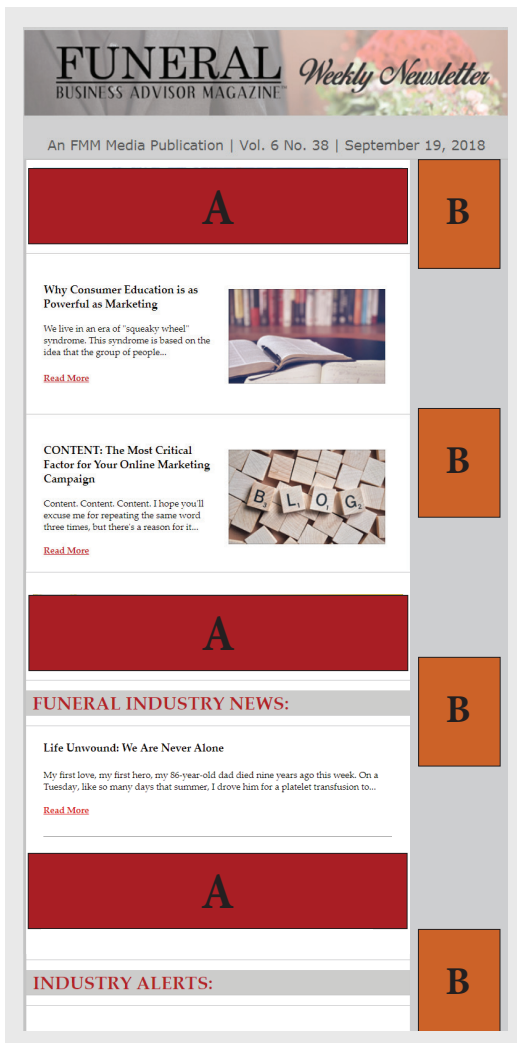 FUNERAL
BUSINESS ADVISOR MAGAZINE
Weekly Newsletter
An FMM Media Publication | Vol. 6 No. 38 | September 19, 2018
A
B
Why Consumer Education is as
Powerful as Marketing
We live in an era of "squeaky wheel"
syndrome. This syndrome is based on the
idea that the group of people...
Read More
B
CONTENT: The Most Critical
Factor for Your Online Marketing
Campaign
Content. Content. Content. I hope you'll
excuse me for repeating the same word
three times, but there's a reason for it...
Read More
BLOG
A
B
FUNERAL INDUSTRY NEWS:
Life Unwound: We Are Never Alone
My first love, my first hero, my 86-year-old dad died nine years ago this week. On a
Tuesday, like so many days that summer, I drove him for a platelet transfusion to...
Read More
A
B
INDUSTRY ALERTS: